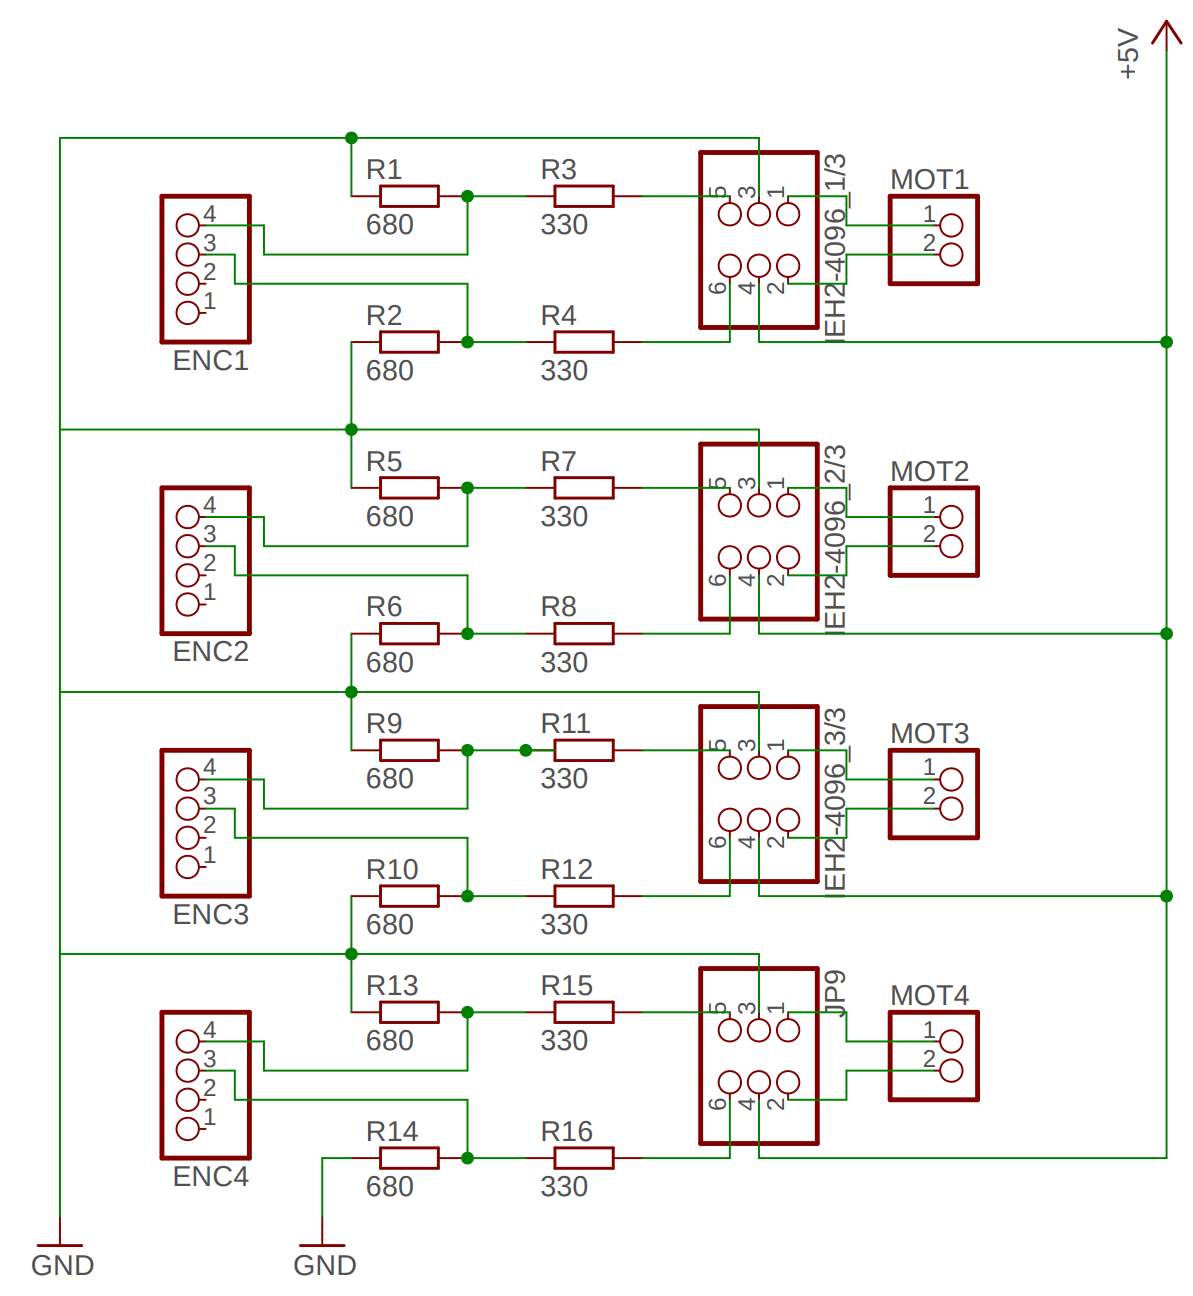 +5V
R1
R3
680
330
5
3
1
6
4
2
IEH2-4096_1/3
MOT1
1
2
4
3
2
1
ENC1
R2
R4
680
330
R5
R7
680
330
5
3
1
6
4
2
IEH2-4096_2/3
MOT2
1
2
4
3
2
1
ENC2
R6
R8
680
330
R9
R11
680
330
5
3
1
6
4
2
IEH2-4096_3/3
MOT3
1
2
4
3
2
1
ENC3
R10
R12
680
330
R13
R15
680
330
5
3
1
6
4
2
JP9
MOT4
1
2
4
3
2
1
ENC4
R14
R16
680
330
GND
GND